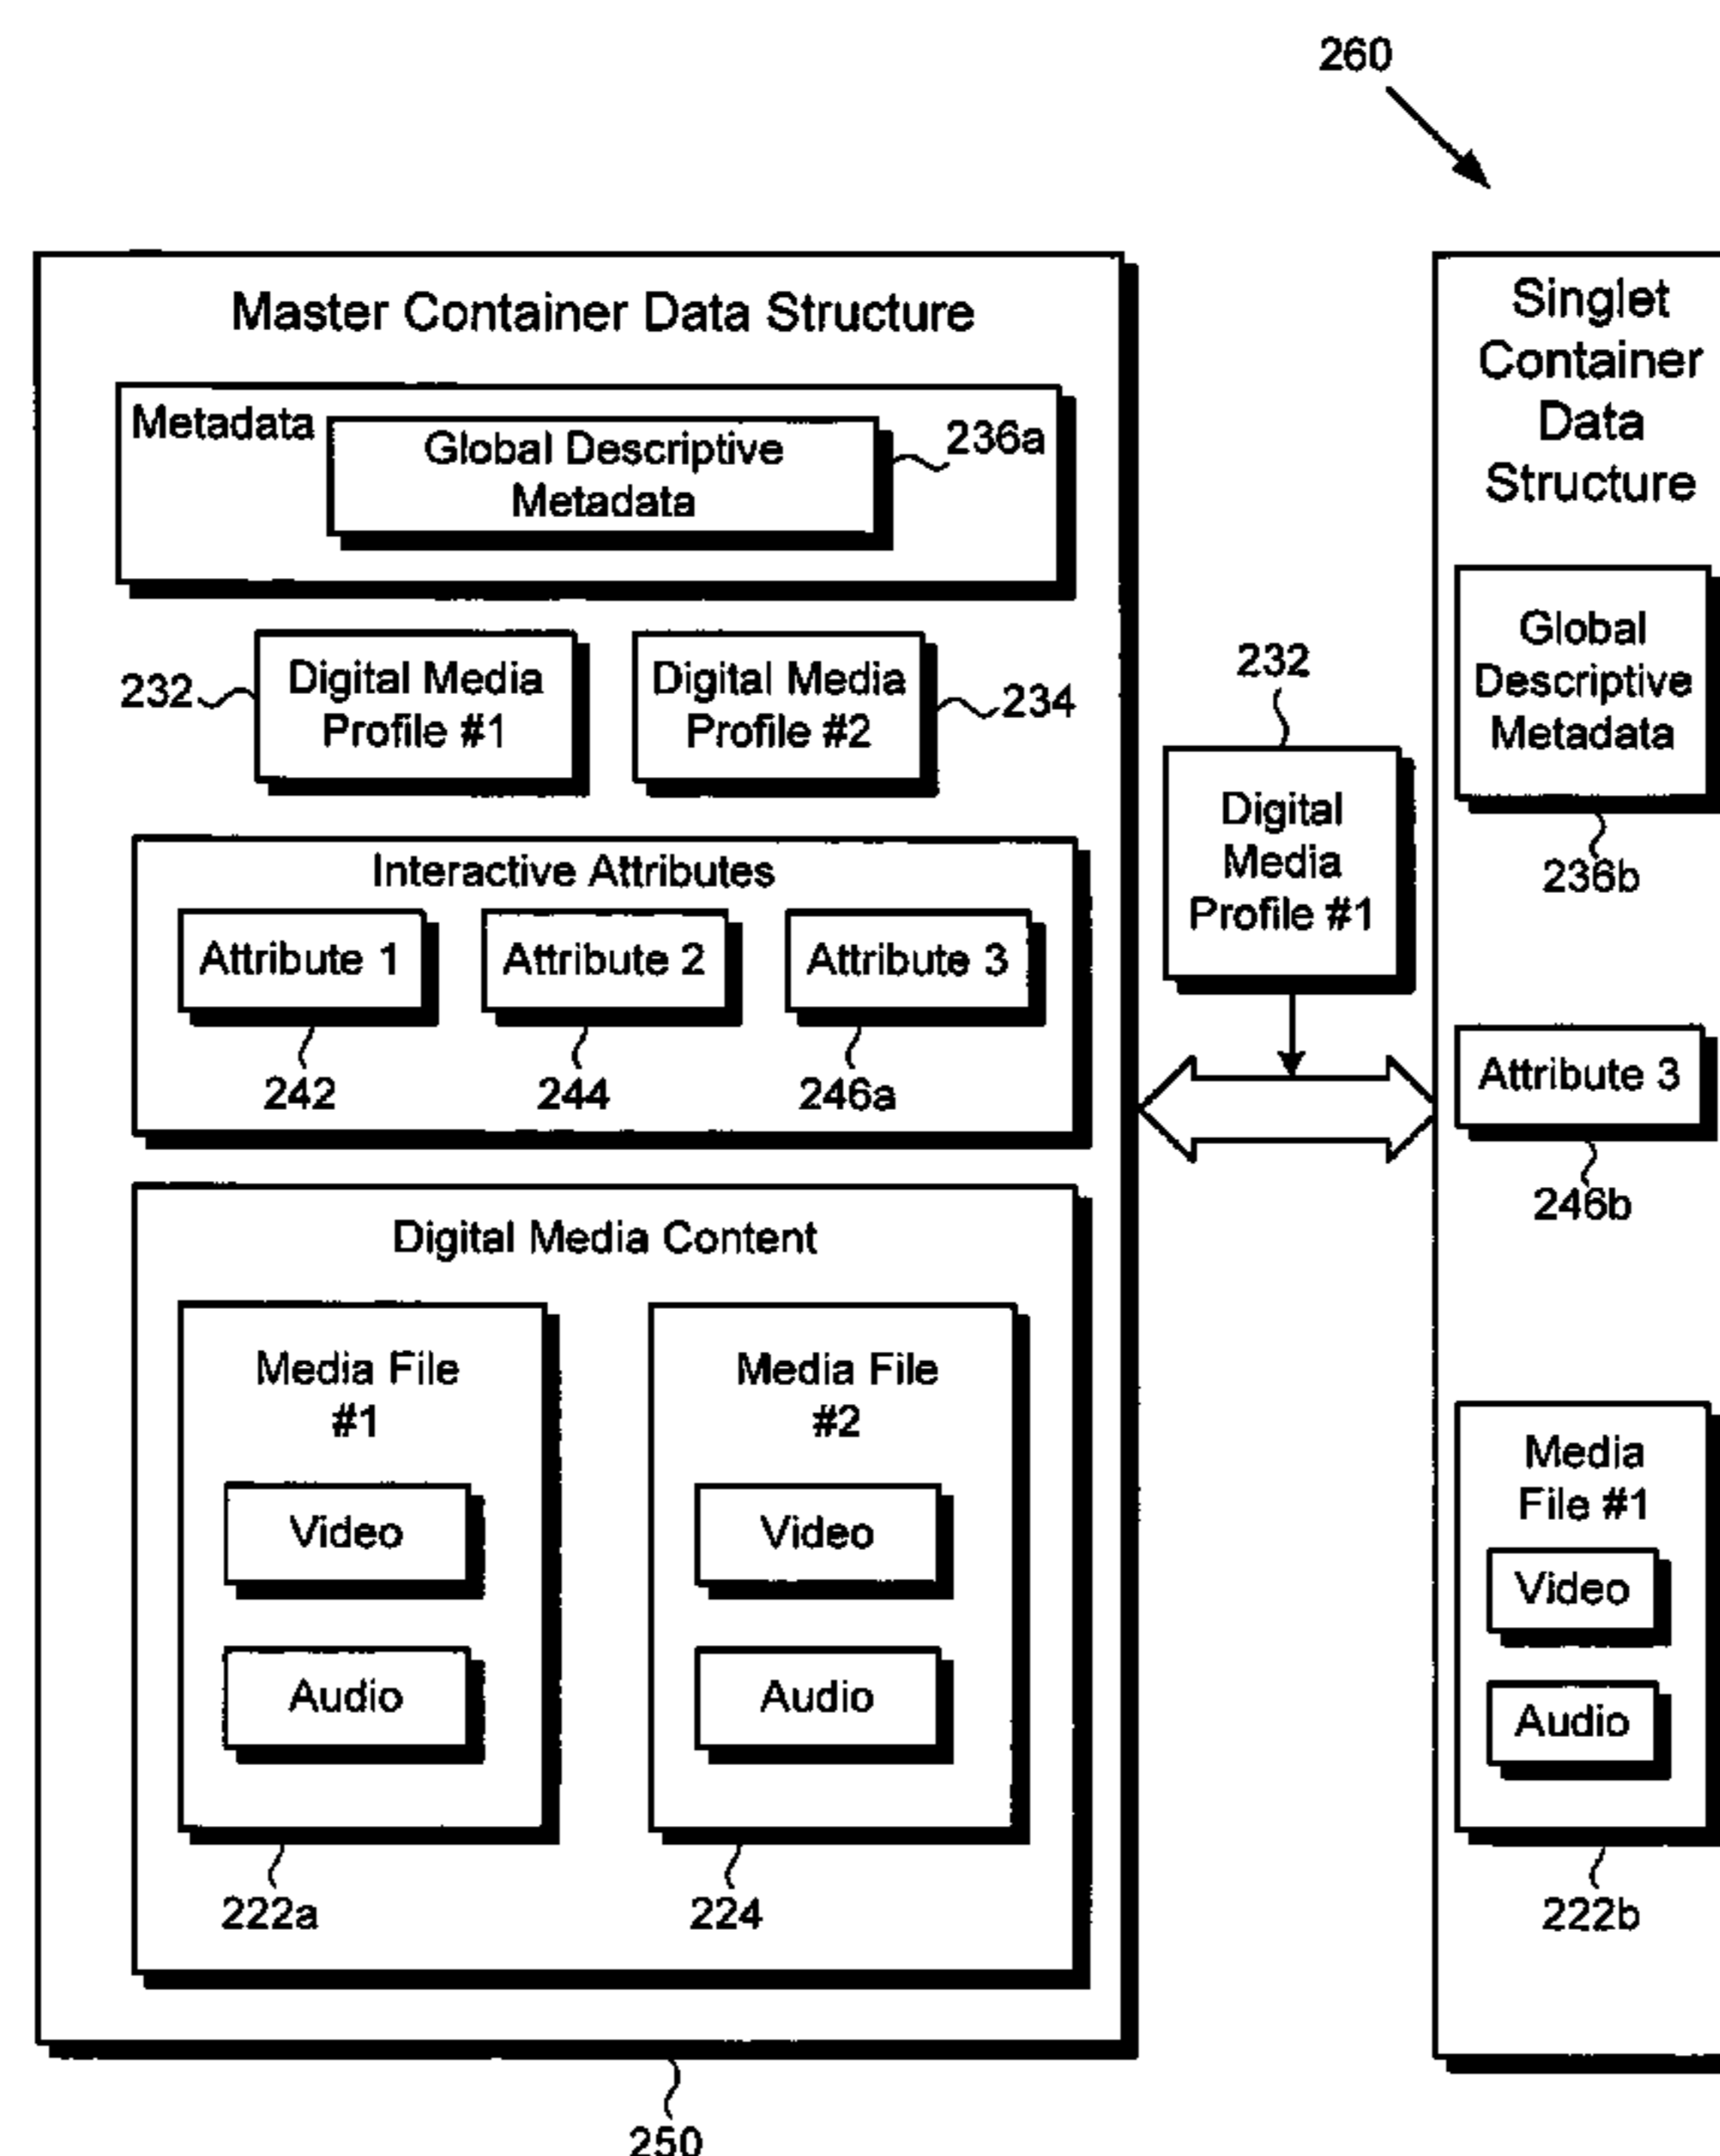 260
Master Container Data Structure
Metadata
Global Descriptive
Metadata
236a
232
Digital Media
Profile #1
Digital Media
Profile #2
234
Interactive Attributes
Attribute 1
Attribute 2
Attribute 3
242
244
246a
Digital Media Content
Media File
#1
Video
Audio
222a
Media File
#2
Video
Audio
224
250
232
Digital
Media
Profile #1
Singlet
Container
Data
Structure
Global
Descriptive
Metadata
236b
Attribute 3
246b
Media
File #1
Video
Audio
222b